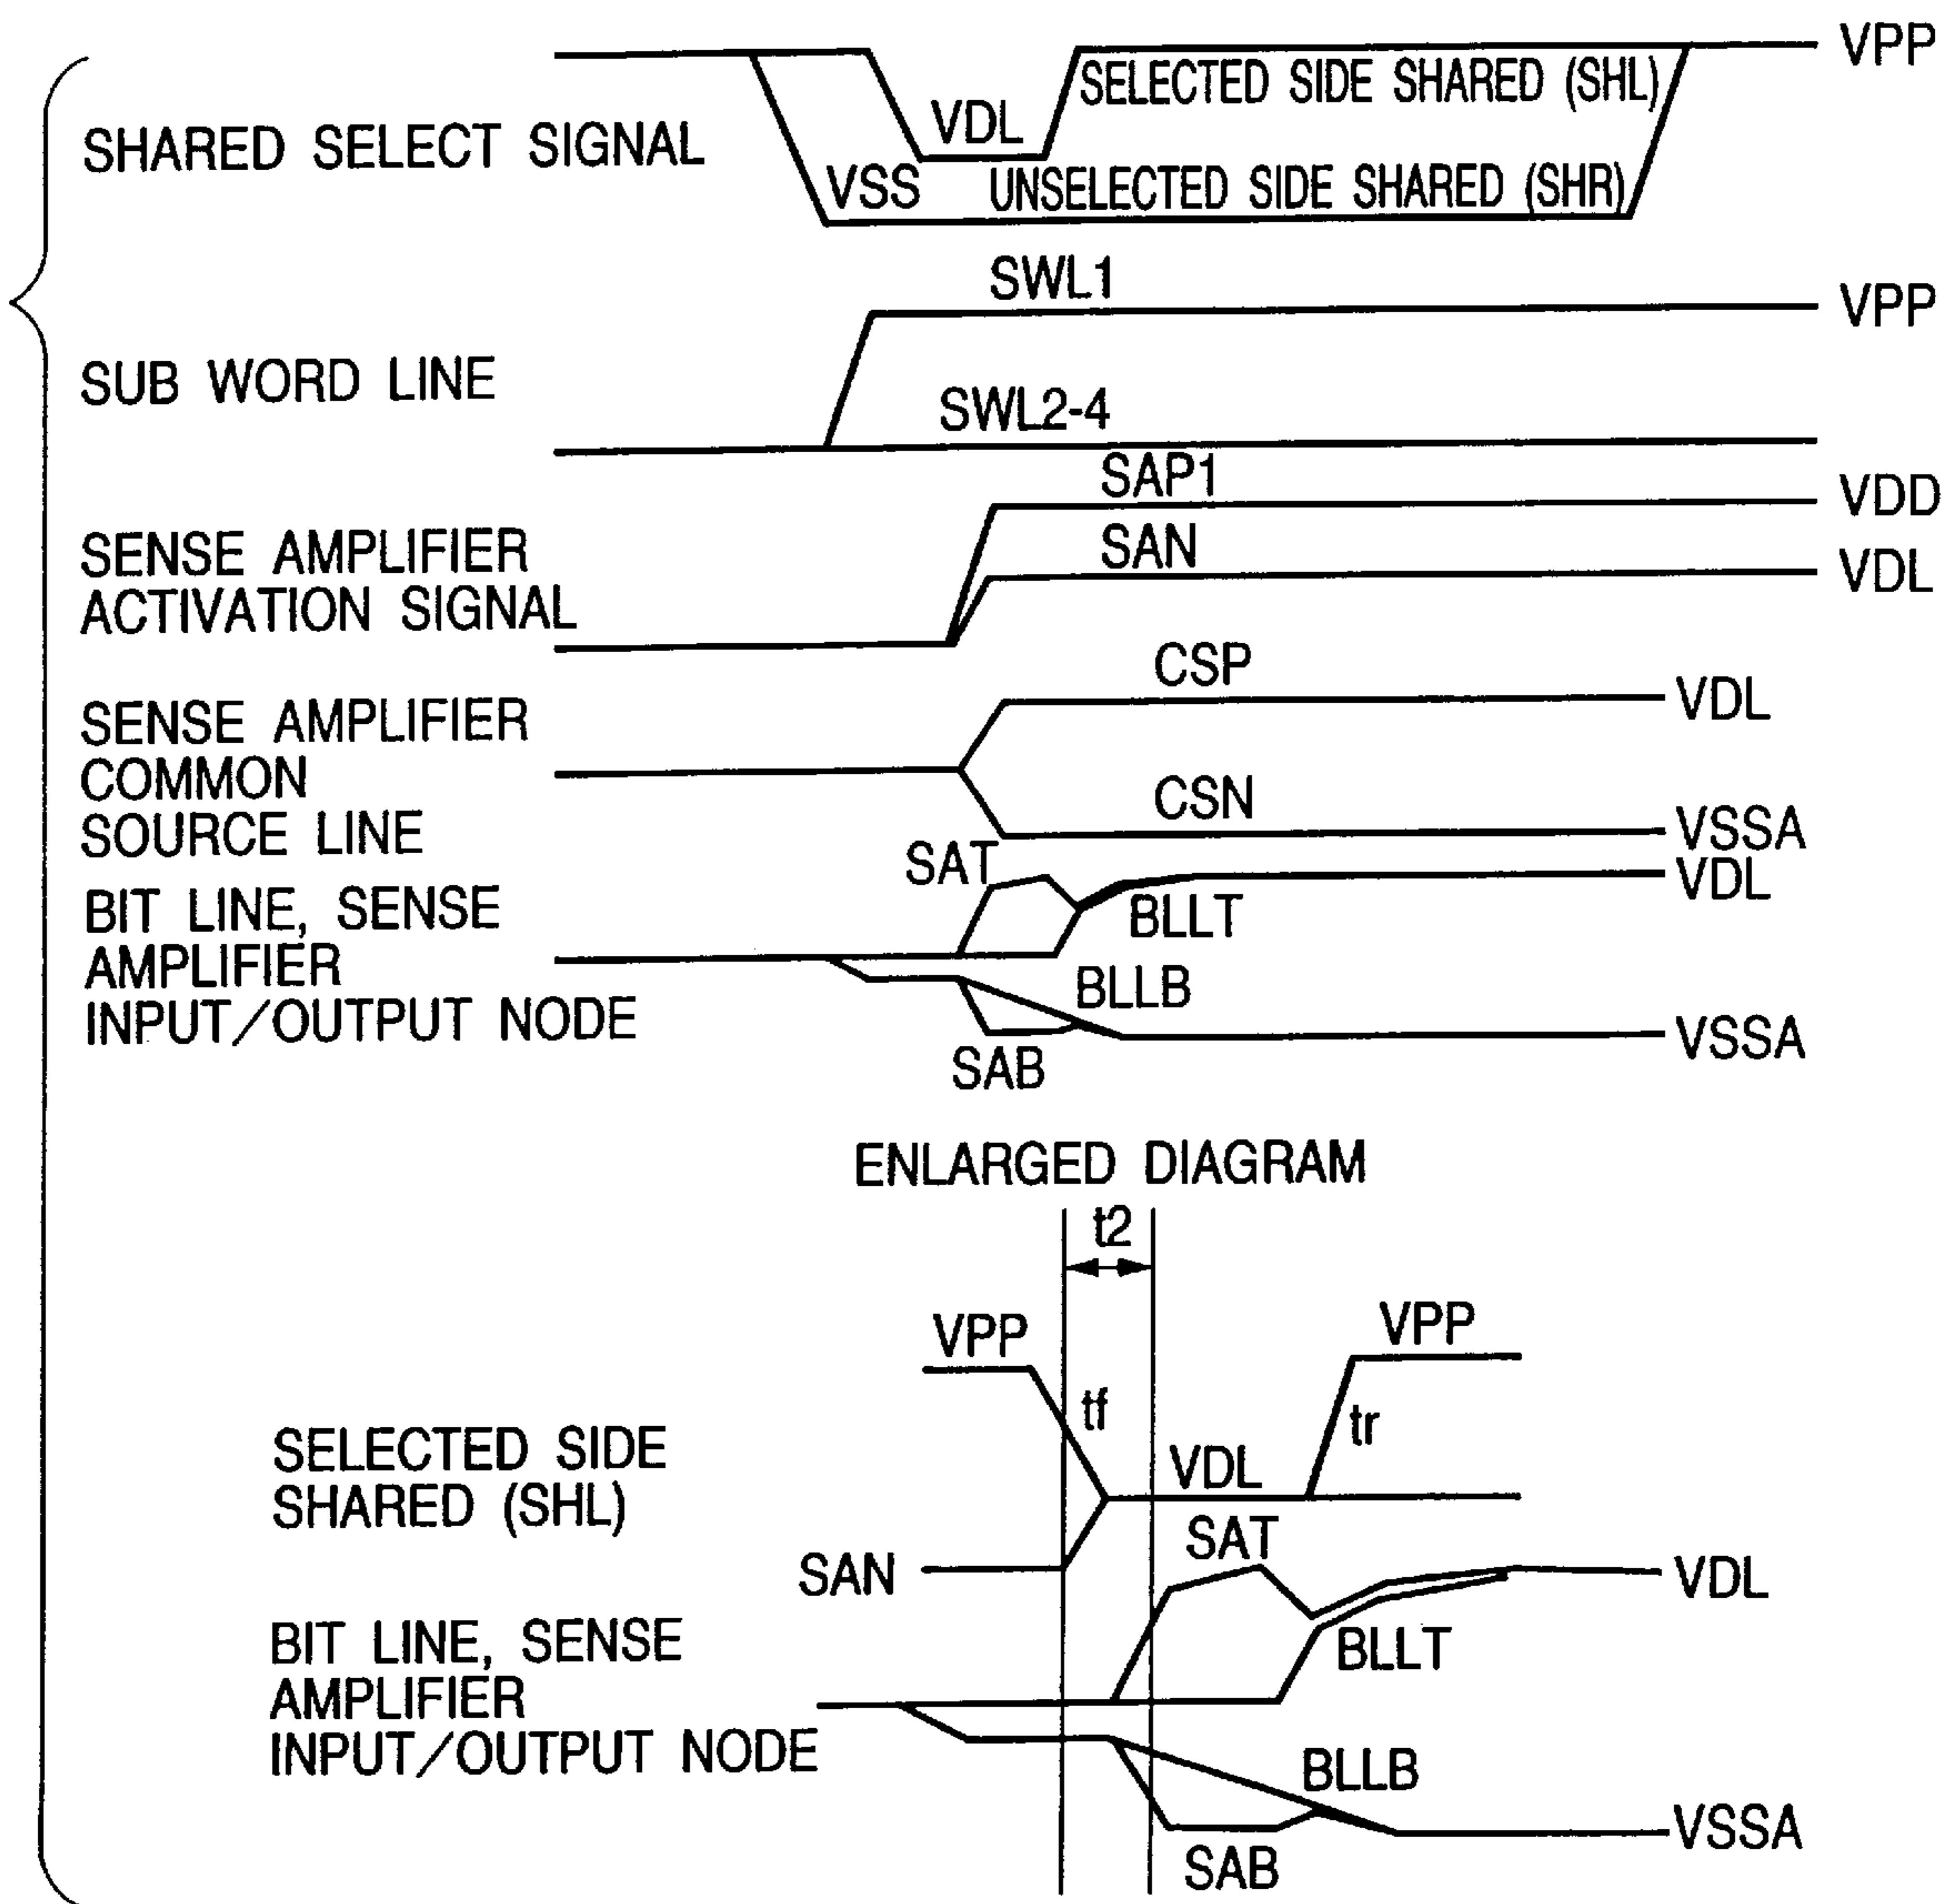 VPP
SELECTED SIDE SHARED (SHL)
VDL
SHARED SELECT SIGNAL
VSS
UNSELECTED SIDE SHARED (SHR)
SWL1
VPP
SUB WORD LINE
SWL2-4
SAP1
VDD
SENSE AMPLIFIER
ACTIVATION SIGNAL
SAN
VDL
CSP
VDL
SENSE AMPLIFIER
COMMON
SOURCE LINE
CSN
VSSA
SAT
VDL
BIT LINE, SENSE
AMPLIFIER
INPUT/OUTPUT NODE
BLLT
BLLB
VSSA
SAB
ENLARGED DIAGRAM
t2
VPP
VPP
tf
tr
SELECTED SIDE
SHARED (SHL)
VDL
SAT
SAN
VDL
BIT LINE, SENSE
AMPLIFIER
INPUT/OUTPUT NODE
BLLT
BLLB
VSSA
SAB